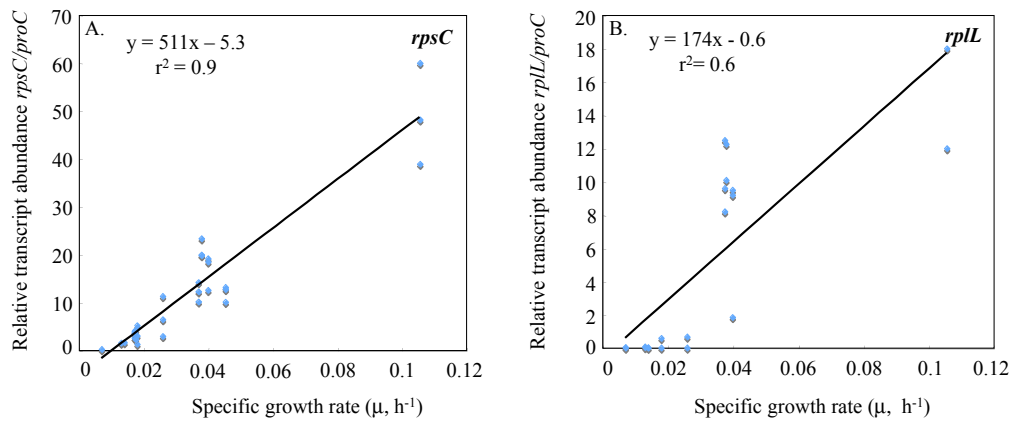 A.
y = 511x – 5.3
r² = 0.9
rpsC
Relative transcript abundance rpsC/proC
70
60
50
40
30
20
10
0
0 0.02 0.04 0.06 0.08 0.1 0.12
Specific growth rate (µ, h⁻¹)
B.
y = 174x - 0.6
r²= 0.6
rplL
Relative transcript abundance rplL/proC
20
18
16
14
12
10
8
6
4
2
0
0 0.02 0.04 0.06 0.08 0.1 0.12
Specific growth rate (µ, h⁻¹)